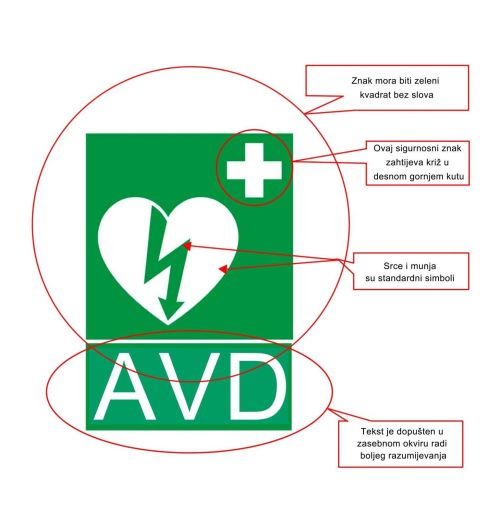 Znak mora biti zeleni
kvadrat bez slova
Ovaj sigurnosni znak
zahtijeva križ u
desnom gornjem kutu
Srce i munja
su standardni simboli
AVD
Tekst je dopušten u
zasebnom okviru radi
boljeg razumijevanja